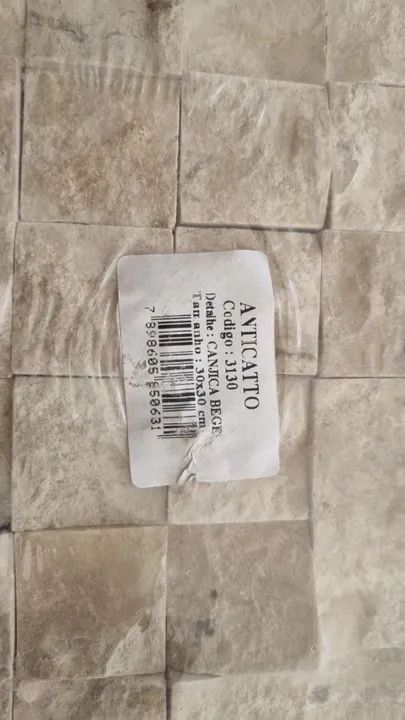 ANTICATTO
Codigo : 3130
Detalhe : CANJICA BEGE
Tamanho : 30x30 cm
7 898605 850631